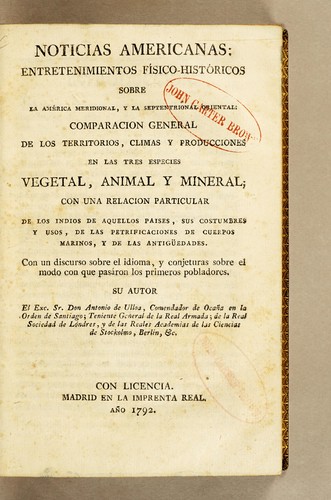 NOTICIAS AMERICANAS:
ENTRETENIMIENTOS FÍSICO-HISTÓRICOS
SOBRE
LA AMÉRICA MERIDIONAL, Y LA SEPTENTRIONAL ORIENTAL:
COMPARACION GENERAL
DE LOS TERRITORIOS, CLIMAS Y PRODUCCIONES
EN LAS TRES ESPECIES
VEGETAL, ANIMAL Y MINERAL;
CON UNA RELACION PARTICULAR
DE LOS INDIOS DE AQUELLOS PAISES, SUS COSTUMBRES
Y USOS, DE LAS PETRIFICACIONES DE CUERPOS
MARINOS, Y DE LAS ANTIGÜEDADES.
Con un discurso sobre el idioma, y conjeturas sobre el
modo con que pasáron los primeros pobladores.
SU AUTOR
El Exc. Sr. Don Antonio de Ulloa, Comendador de Ocaña en la
Orden de Santiago; Teniente General de la Real Armada; de la Real
Sociedad de Lóndres, y de las Reales Academias de las Ciencias
de Stockolmo, Berlin, &c.
CON LICENCIA.
MADRID EN LA IMPRENTA REAL.
AÑO 1792.
JOHN CARTER BROWN